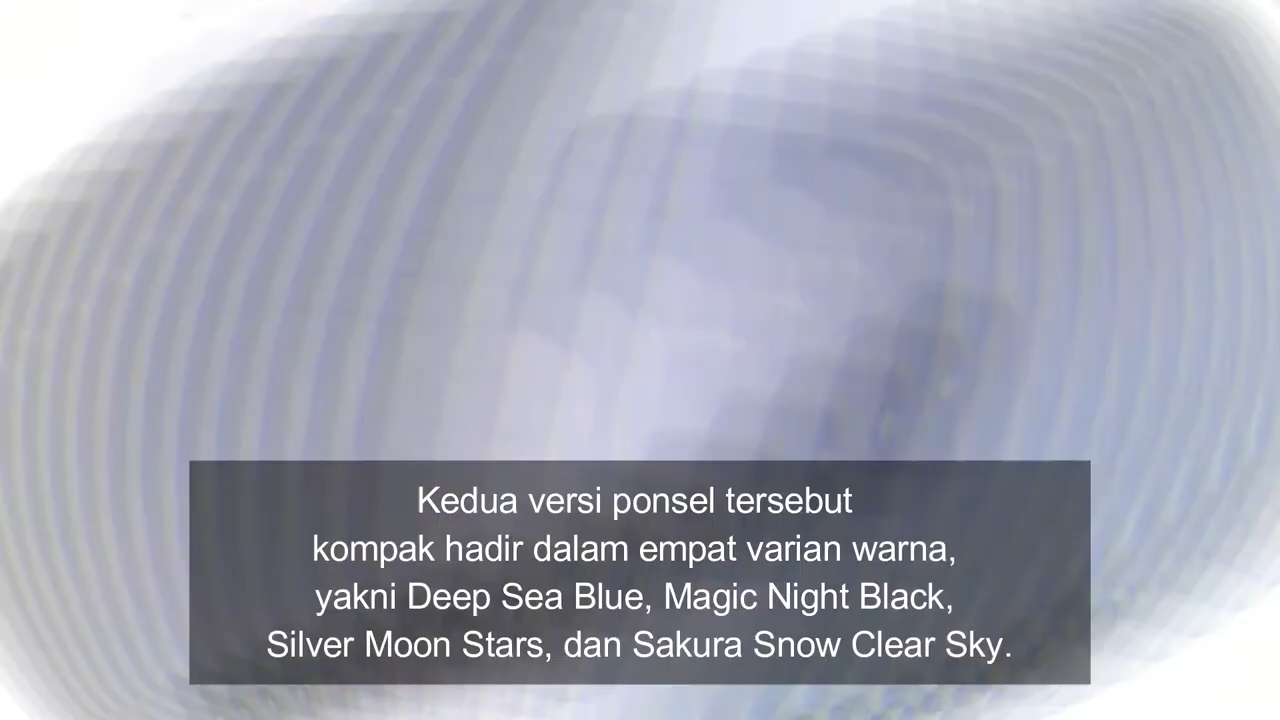 Kedua versi ponsel tersebut
kompak hadir dalam empat varian warna,
yakni Deep Sea Blue, Magic Night Black,
Silver Moon Stars, dan Sakura Snow Clear Sky.